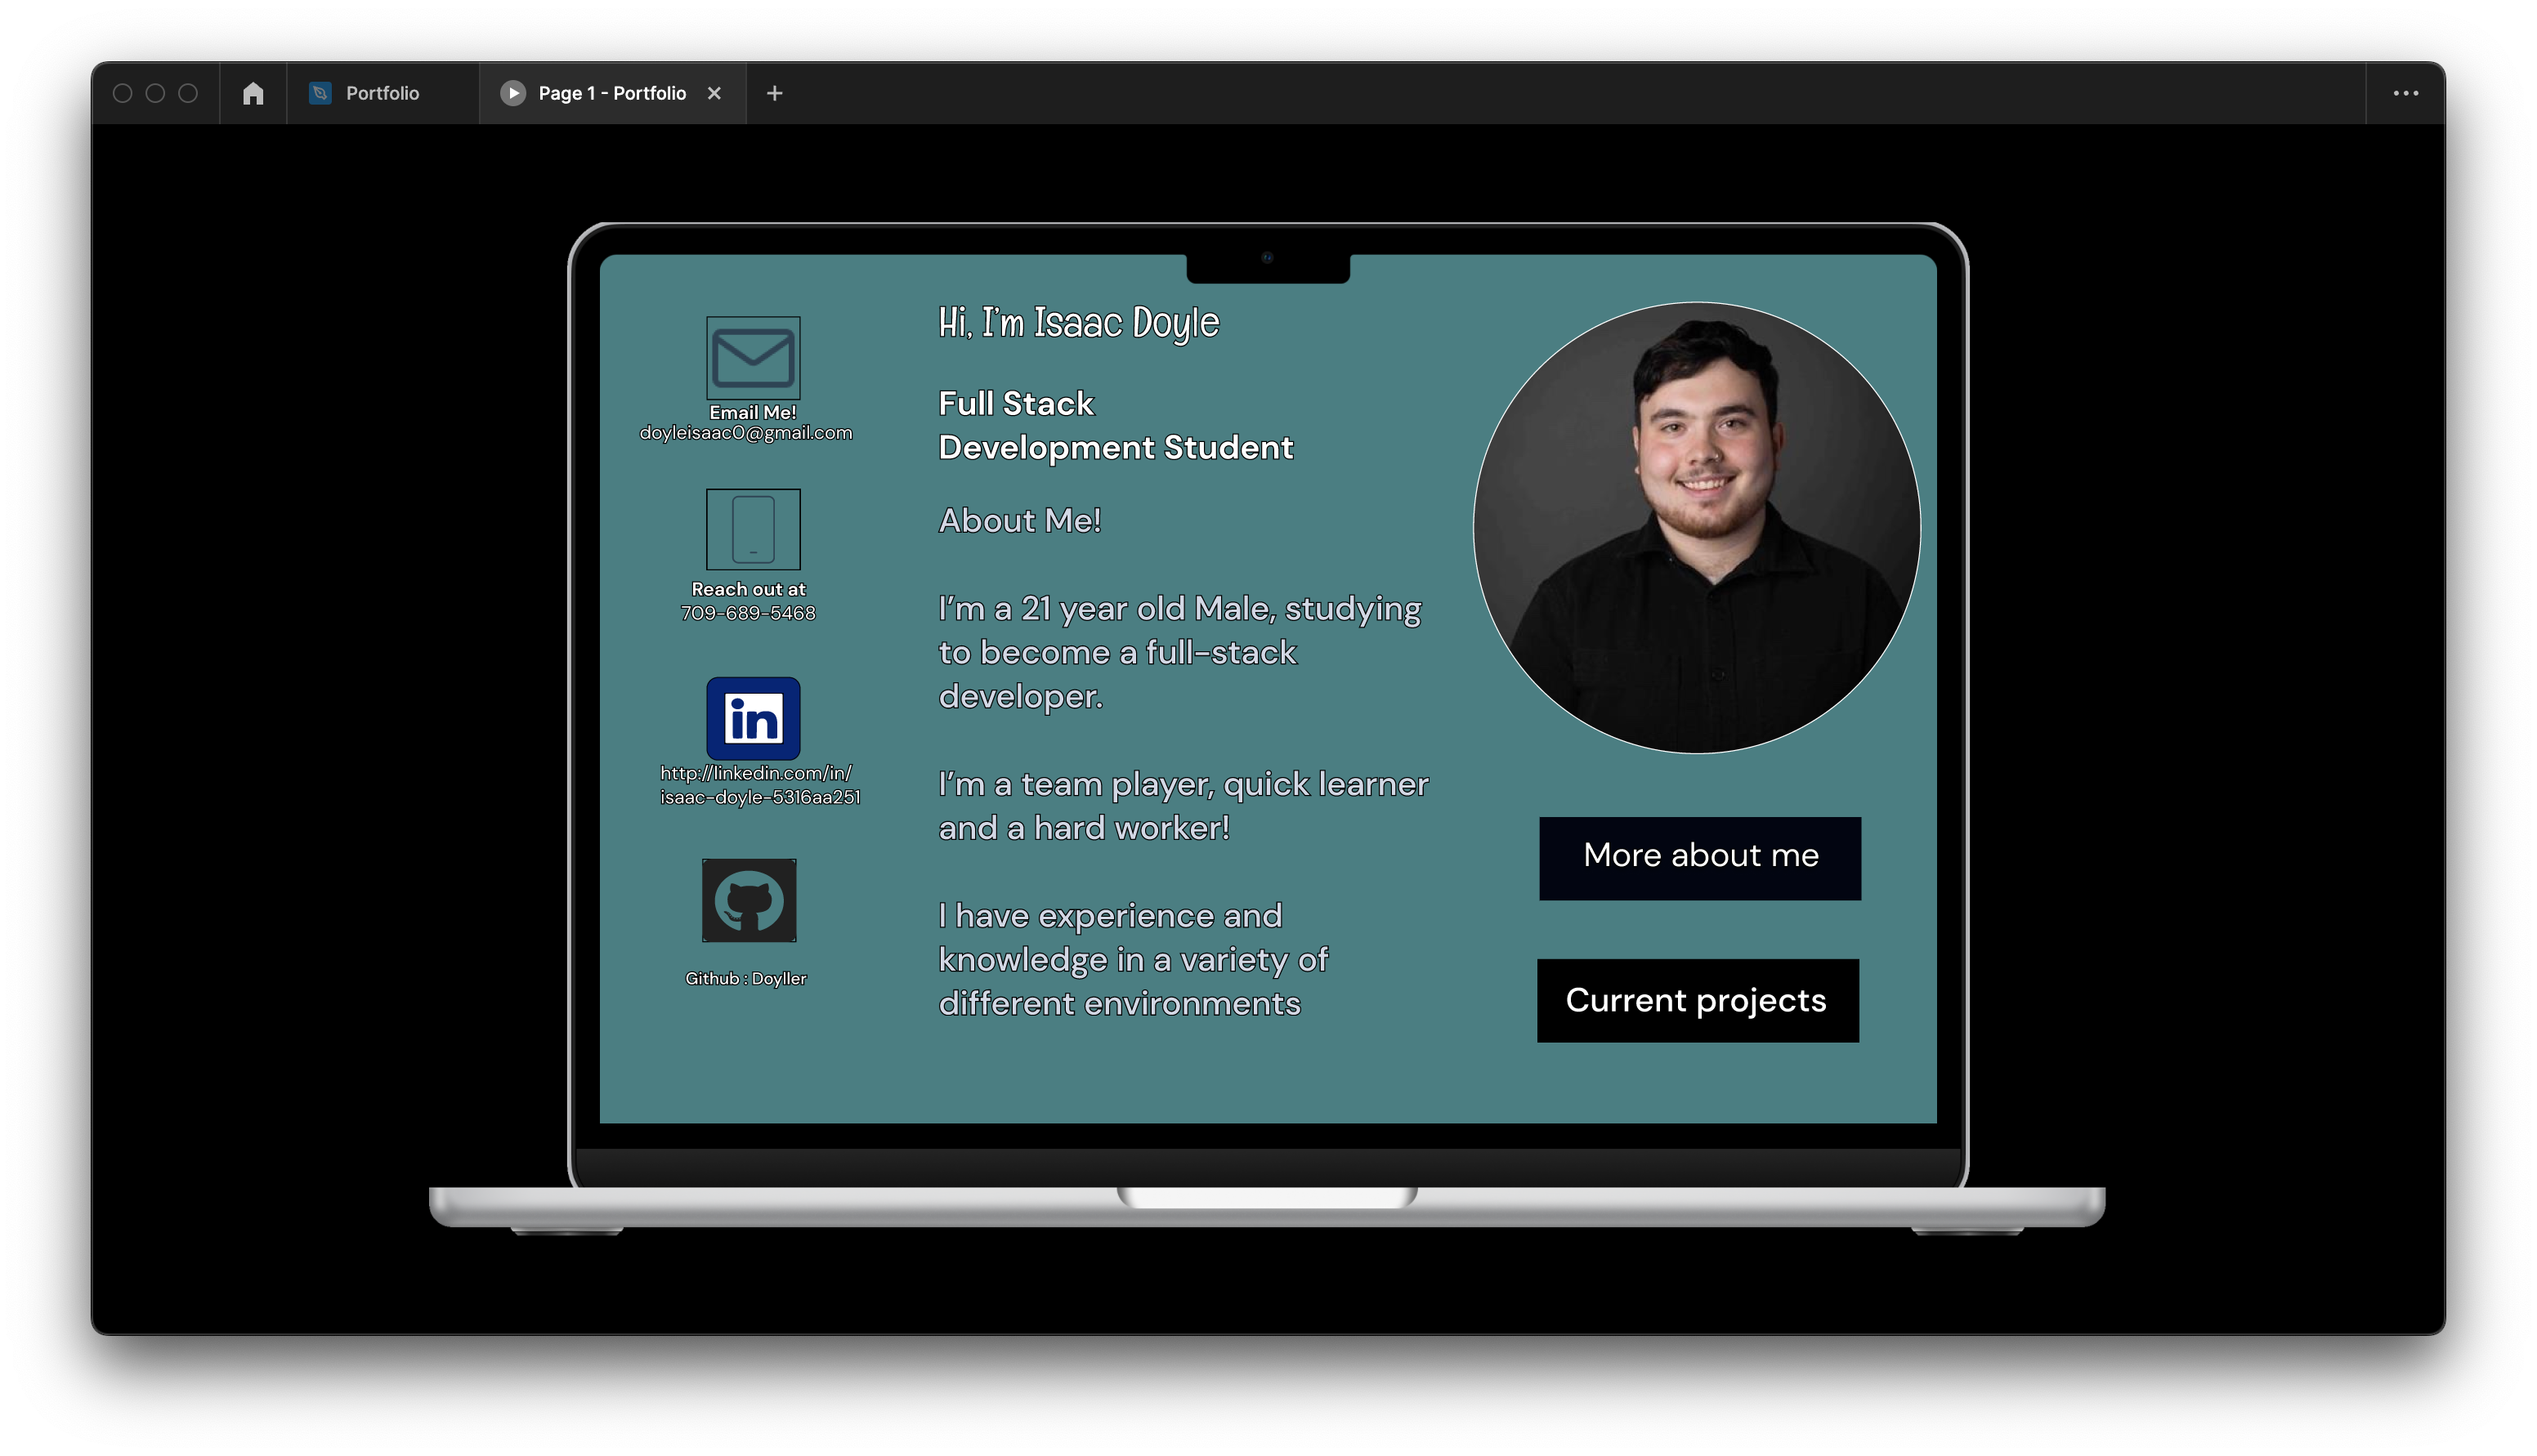 Portfolio
Page 1 - Portfolio
Email Me!
doyleisaac0@gmail.com
Reach out at
709-689-5468
in
http://linkedin.com/in/
isaac-doyle-5316aa251
Github : Doyller
Hi, I'm Isaac Doyle
Full Stack
Development Student
About Me!
I'm a 21 year old Male, studying
to become a full-stack
developer.
I'm a team player, quick learner
and a hard worker!
I have experience and
knowledge in a variety of
different environments
More about me
Current projects